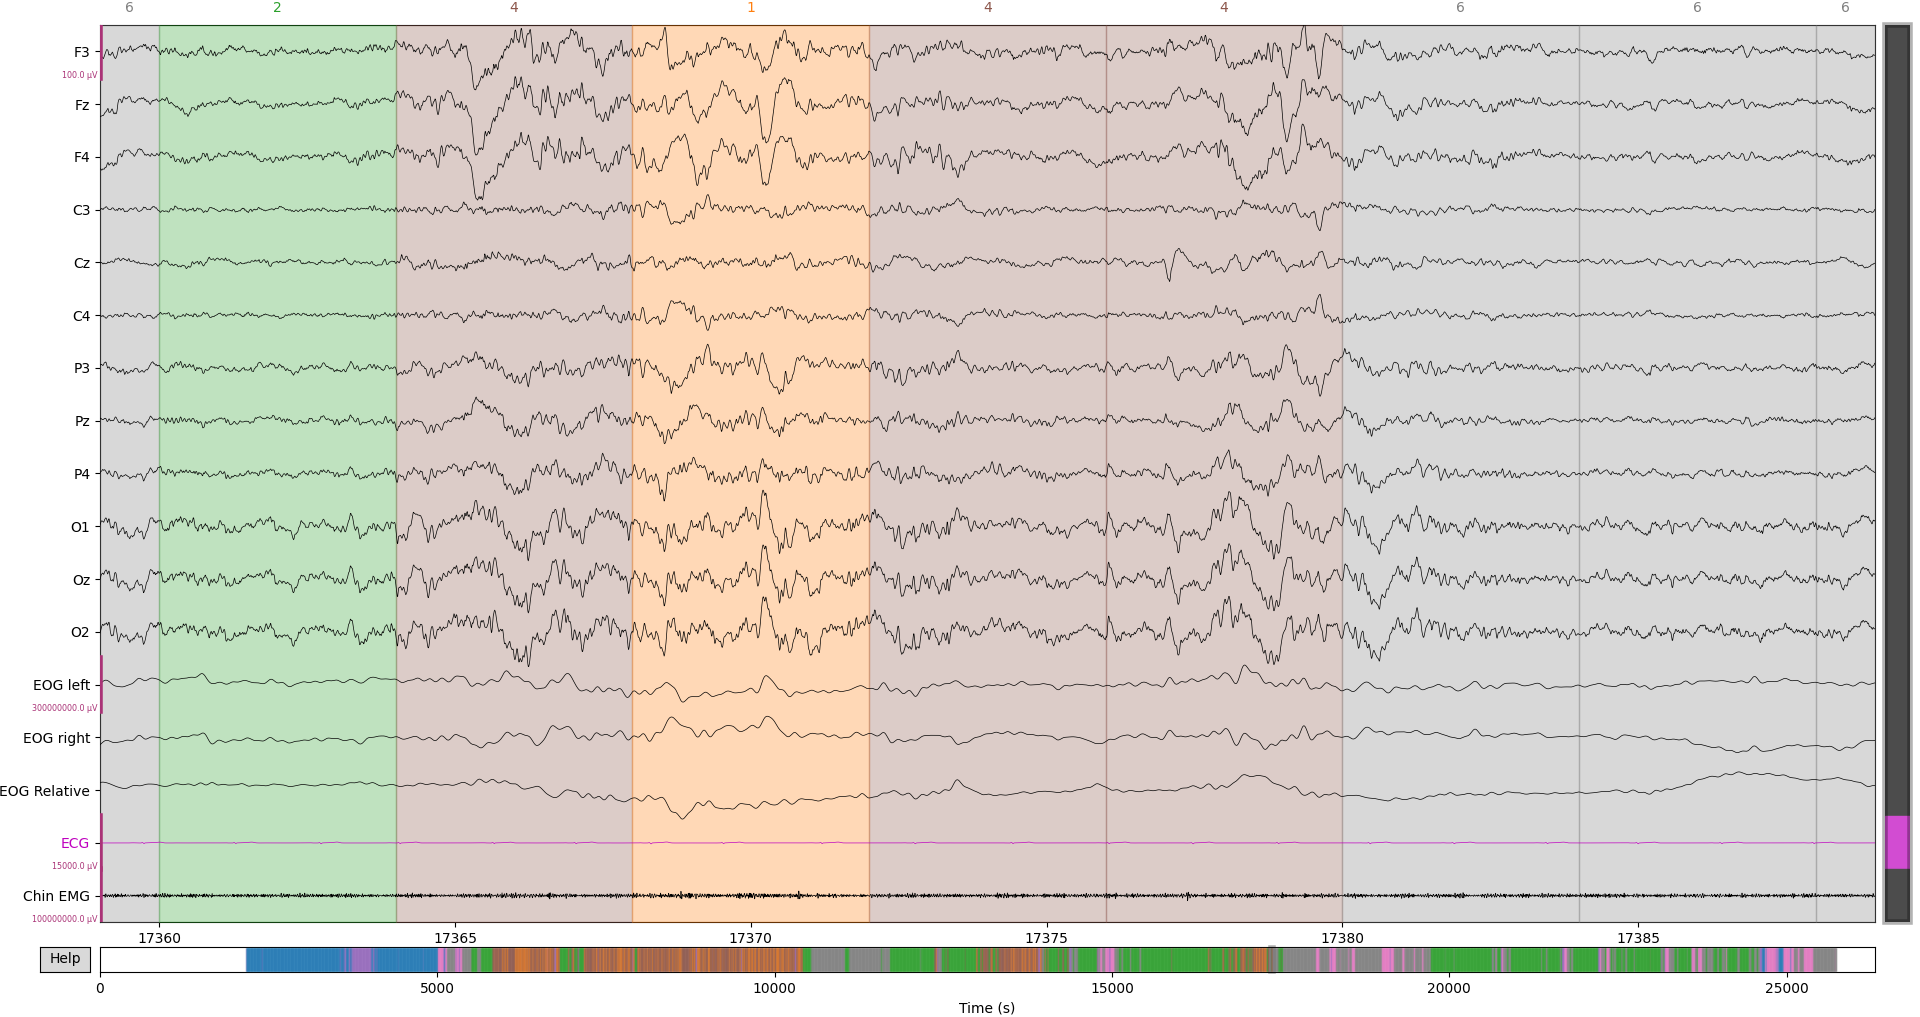 6 2 4 1 4 4 6 6 6
F3
100.0 µV
Fz
F4
C3
Cz
C4
P3
Pz
P4
O1
Oz
O2
EOG left
300000000.0 µV
EOG right
EOG Relative
ECG
15000.0 µV
Chin EMG
100000000.0 µV
17360 17365 17370 17375 17380 17385
Help
0 5000 10000 15000 20000 25000
Time (s)